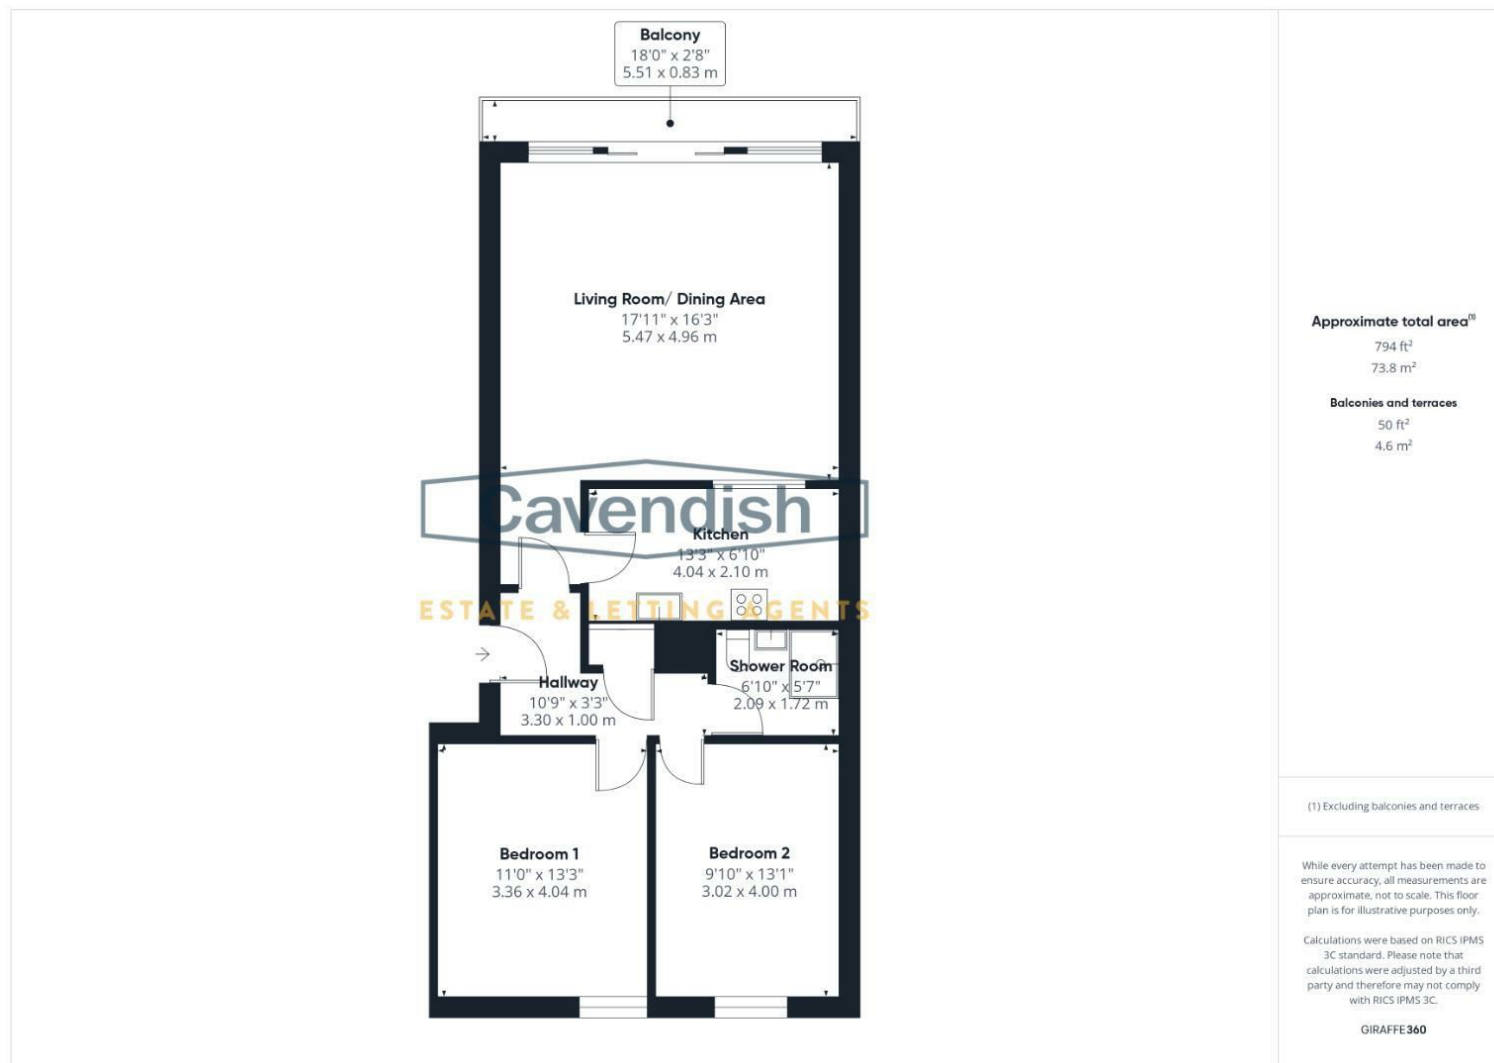 Balcony
18'0" x 2'8"
5.51 x 0.83 m
Living Room/ Dining Area
17'11" x 16'3"
5.47 x 4.96 m
Cavendish
ESTATE & LETTING AGENTS
Kitchen
13'3" x 6'10"
4.04 x 2.10 m
Shower Room
6'10" x 5'7"
2.09 x 1.72 m
Hallway
10'9" x 3'3"
3.30 x 1.00 m
Bedroom 1
11'0" x 13'3"
3.36 x 4.04 m
Bedroom 2
9'10" x 13'1"
3.02 x 4.00 m
Approximate total area(1)
794 ft²
73.8 m²
Balconies and terraces
50 ft²
4.6 m²
(1) Excluding balconies and terraces
While every attempt has been made to
ensure accuracy, all measurements are
approximate, not to scale. This floor
plan is for illustrative purposes only.
Calculations were based on RICS IPMS
3C standard. Please note that
calculations were adjusted by a third
party and therefore may not comply
with RICS IPMS 3C.
GIRAFFE360